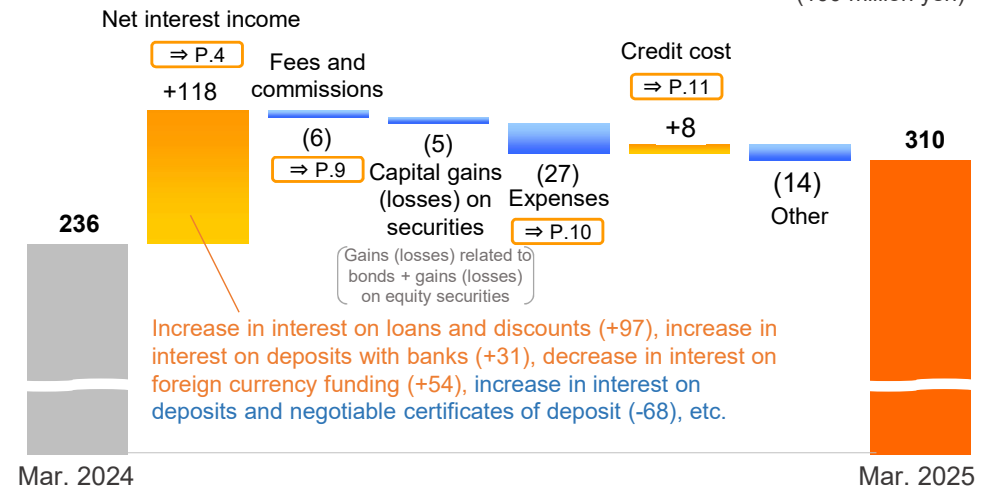 Net interest income
⇒ P.4
+118
Fees and
commissions
(6)
⇒ P.9
(5)
Capital gains
(losses) on
securities
Gains (losses) related to
bonds + gains (losses)
on equity securities
(27)
Expenses
⇒ P.10
Credit cost
⇒ P.11
+8
(14)
Other
310
236
Increase in interest on loans and discounts (+97), increase in
interest on deposits with banks (+31), decrease in interest on
foreign currency funding (+54), increase in interest on
deposits and negotiable certificates of deposit (-68), etc.
Mar. 2024
Mar. 2025